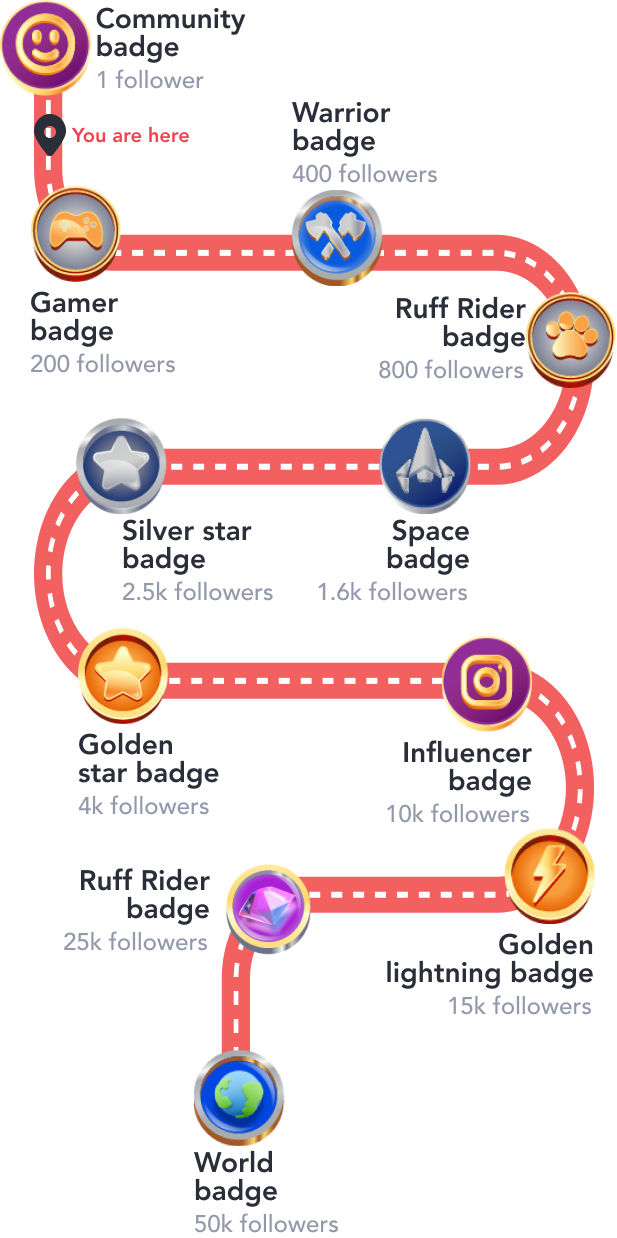 Community
badge
1 follower
You are here
Warrior
badge
400 followers
Gamer
badge
200 followers
Ruff Rider
badge
800 followers
Silver star
badge
2.5k followers
Space
badge
1.6k followers
Golden
star badge
4k followers
Influencer
badge
10k followers
Ruff Rider
badge
25k followers
Golden
lightning badge
15k followers
World
badge
50k followers